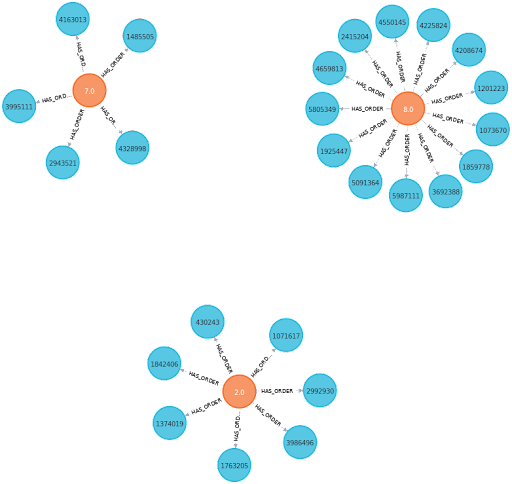 4163013
1485505
HAS_ORD..
HAS_ORDER
7.0
HAS_ORD..
3995111
HAS_OR..
HAS_ORDER
4328998
2943521
4550145
4225824
2415204
4208674
HAS_ORDER
HAS_ORDER
HAS_ORDER
HAS_ORDER
4659813
HAS_ORDER
1201223
HAS_ORDER
5805349
HAS_ORDER
8.0
HAS_ORDER
1073670
HAS_ORDER
HAS_ORDER
1925447
HAS_ORDER
HAS_ORDER
HAS_ORDER
1859778
5091364
5987111
3692388
430243
1071617
HAS_ORDER
HAS_ORD..
1842406
HAS_ORDER
2.0
HAS_ORDER
2992930
HAS_ORDER
HAS_ORD..
HAS_ORDER
1374019
3986496
1763205